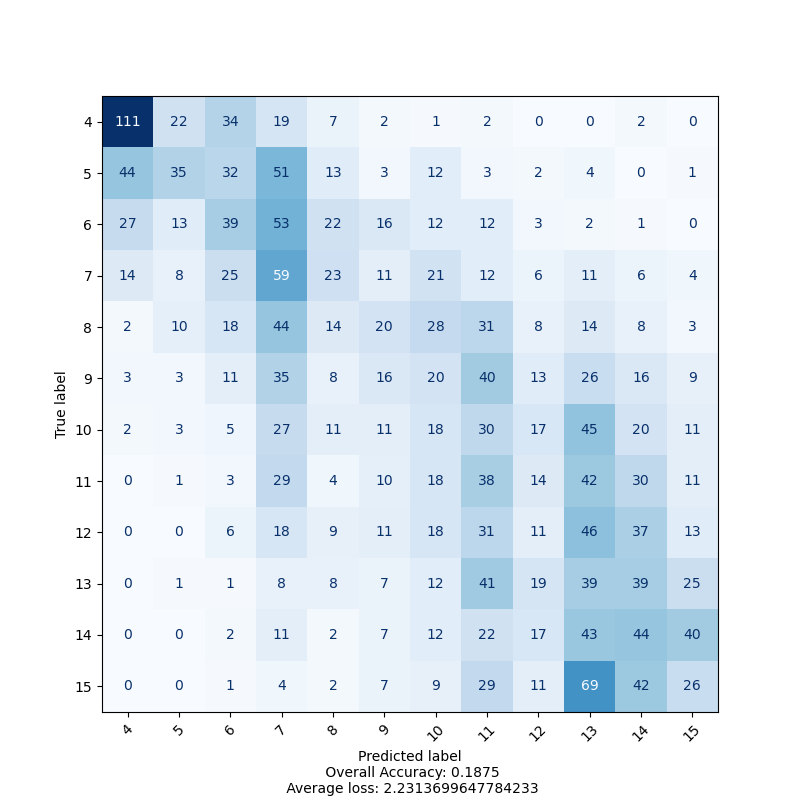 4 111 22 34 19 7 2 1 2 0 0 2 0
5 44 35 32 51 13 3 12 3 2 4 0 1
6 27 13 39 53 22 16 12 12 3 2 1 0
7 14 8 25 59 23 11 21 12 6 11 6 4
8 2 10 18 44 14 20 28 31 8 14 8 3
9 3 3 11 35 8 16 20 40 13 26 16 9
True label
10 2 3 5 27 11 11 18 30 17 45 20 11
11 0 1 3 29 4 10 18 38 14 42 30 11
12 0 0 6 18 9 11 18 31 11 46 37 13
13 0 1 1 8 8 7 12 41 19 39 39 25
14 0 0 2 11 2 7 12 22 17 43 44 40
15 0 0 1 4 2 7 9 29 11 69 42 26
4 5 6 7 8 9 10 11 12 13 14 15
Predicted label
Overall Accuracy: 0.1875
Average loss: 2.2313699647784233